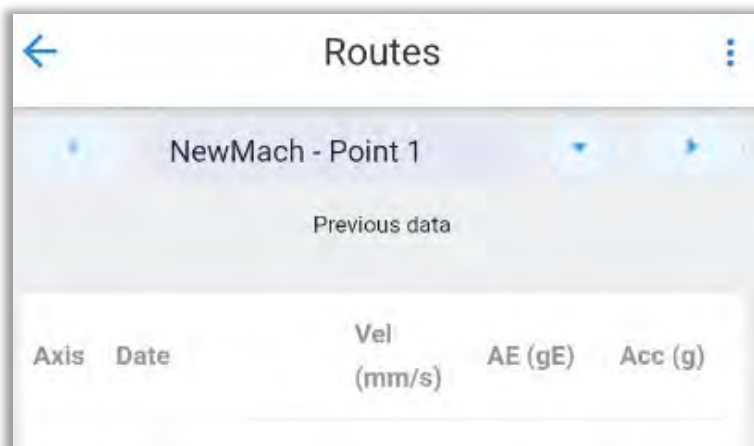 Routes
NewMach - Point 1
Previous data
Axis Date Vel (mm/s) AE (gE) Acc (g)